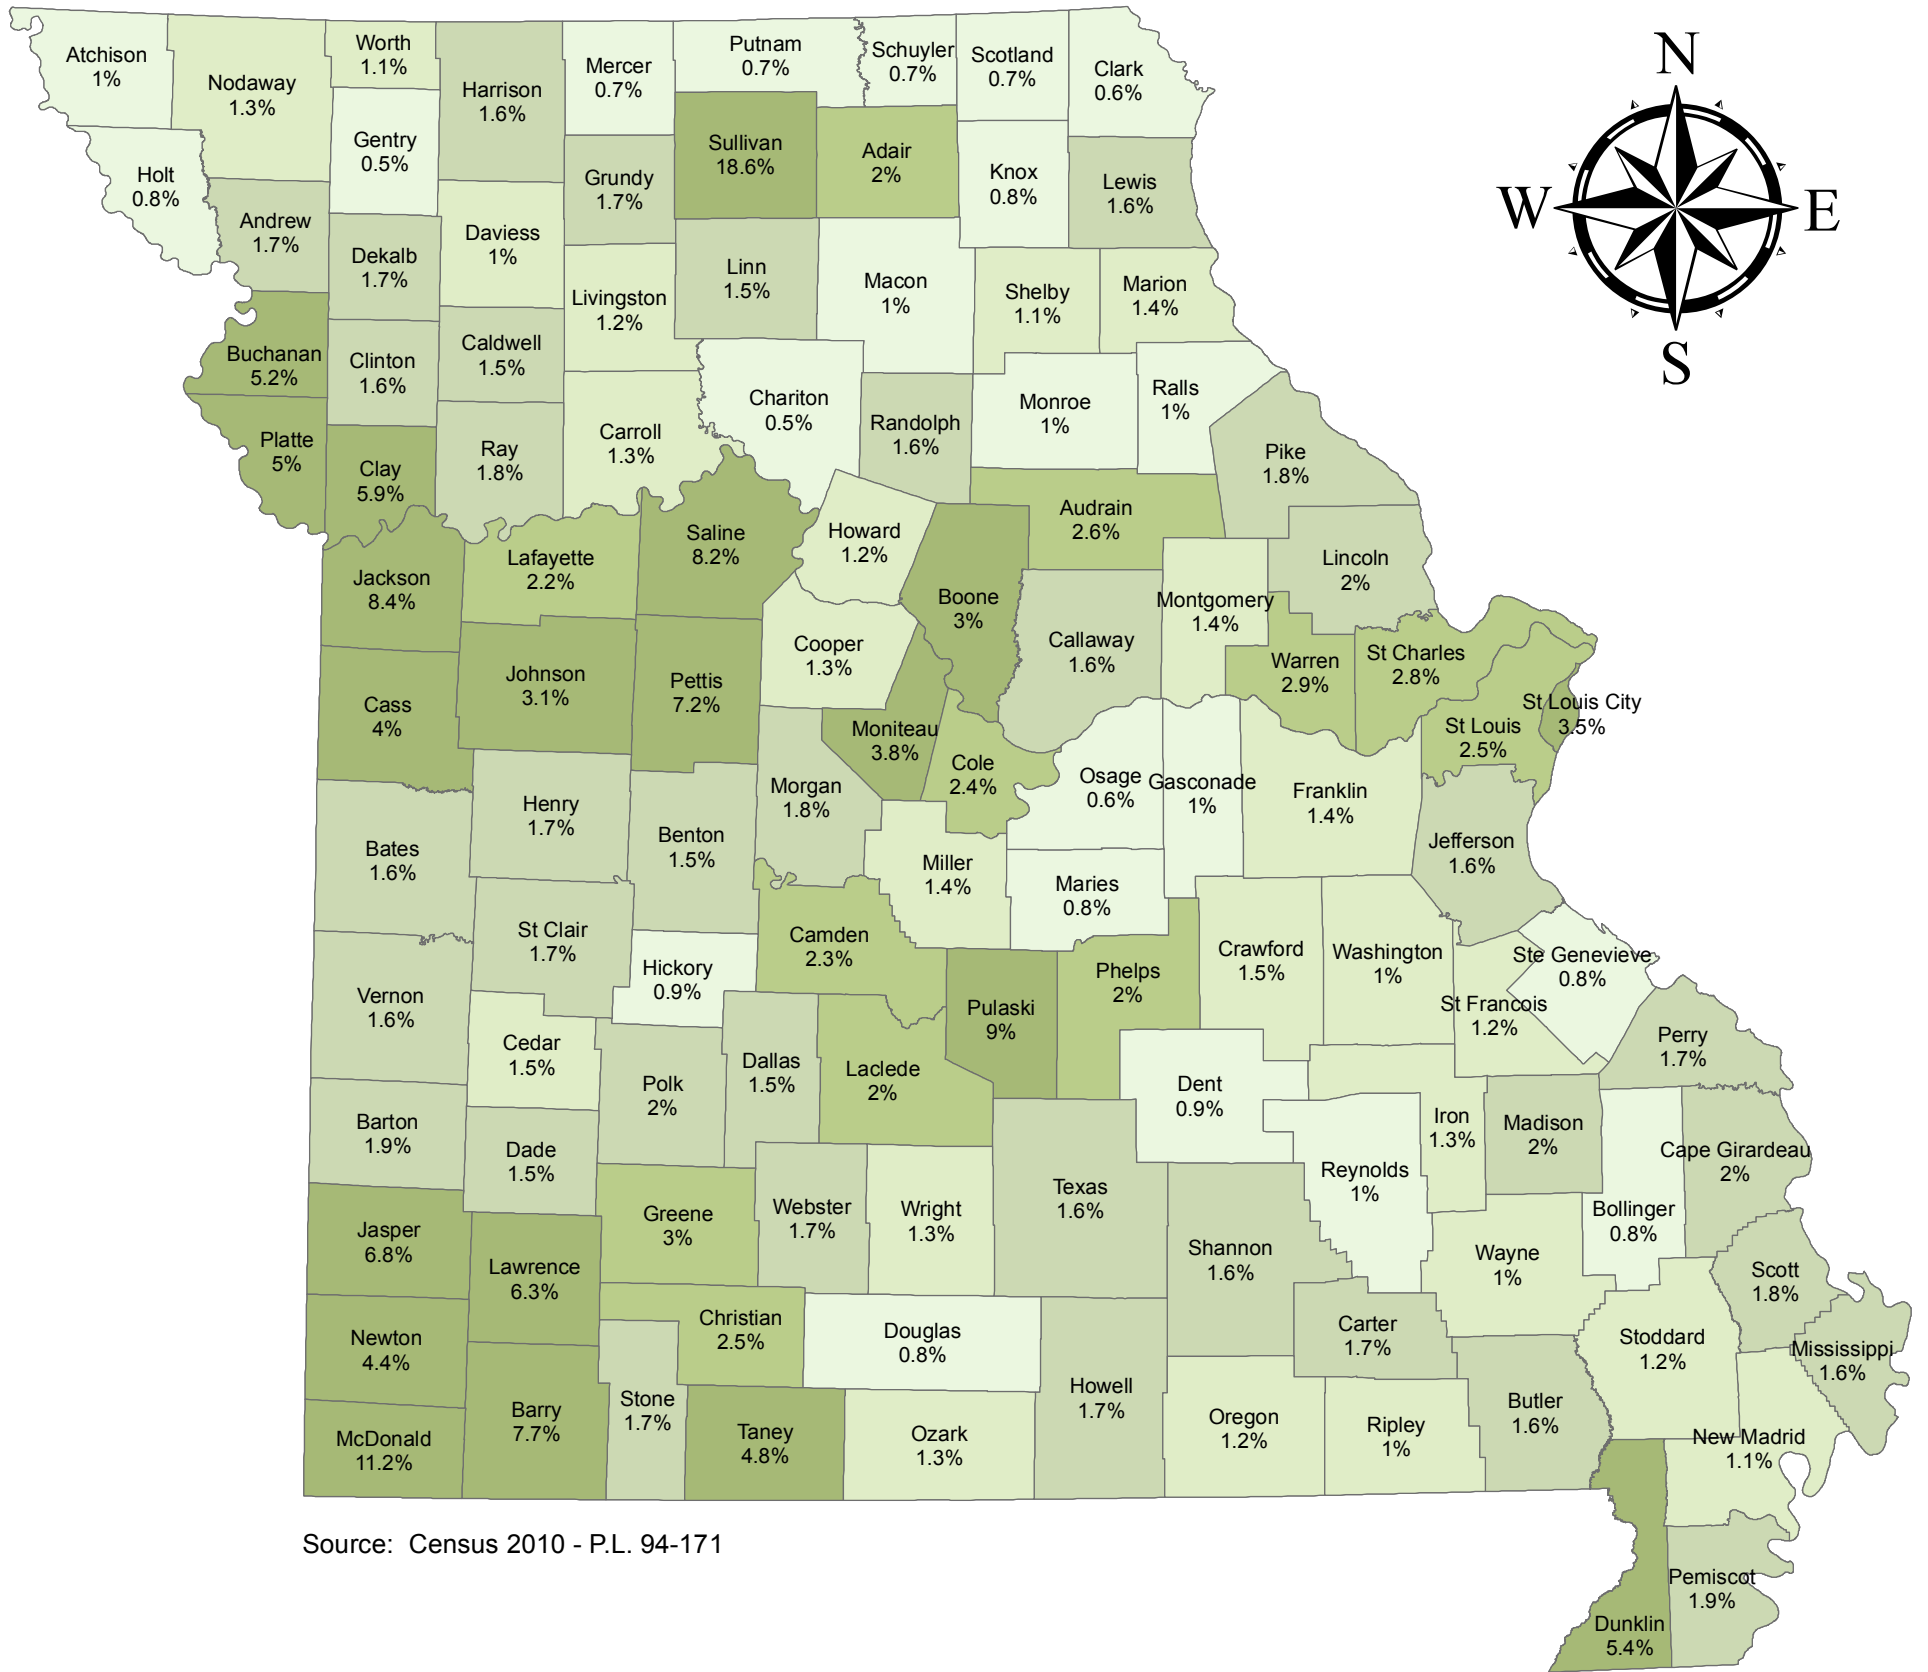 Atchison
1%
Nodaway
1.3%
Worth
1.1%
Harrison
1.6%
Mercer
0.7%
Putnam
0.7%
Schuyler
0.7%
Scotland
0.7%
Clark
0.6%
N
Holt
0.8%
Gentry
0.5%
Grundy
1.7%
Sullivan
18.6%
Adair
2%
Knox
0.8%
Lewis
1.6%
W
E
Andrew
1.7%
Dekalb
1.7%
Daviess
1%
Livingston
1.2%
Linn
1.5%
Macon
1%
Shelby
1.1%
Marion
1.4%
S
Buchanan
5.2%
Clinton
1.6%
Caldwell
1.5%
Chariton
0.5%
Randolph
1.6%
Monroe
1%
Ralls
1%
Platte
5%
Clay
5.9%
Ray
1.8%
Carroll
1.3%
Pike
1.8%
Audrain
2.6%
Saline
8.2%
Howard
1.2%
Jackson
8.4%
Lafayette
2.2%
Boone
3%
Lincoln
2%
Montgomery
1.4%
Callaway
1.6%
Cooper
1.3%
Warren
2.9%
St Charles
2.8%
Cass
4%
Johnson
3.1%
Pettis
7.2%
St Louis City
3.5%
St Louis
2.5%
Moniteau
3.8%
Cole
2.4%
Morgan
1.8%
Osage
0.6%
Gasconade
1%
Franklin
1.4%
Henry
1.7%
Benton
1.5%
Bates
1.6%
Miller
1.4%
Maries
0.8%
Jefferson
1.6%
St Clair
1.7%
Camden
2.3%
Crawford
1.5%
Washington
1%
Ste Genevieve
0.8%
Hickory
0.9%
Phelps
2%
Vernon
1.6%
Pulaski
9%
St Francois
1.2%
Perry
1.7%
Cedar
1.5%
Polk
2%
Dallas
1.5%
Laclede
2%
Dent
0.9%
Iron
1.3%
Madison
2%
Barton
1.9%
Dade
1.5%
Cape Girardeau
2%
Reynolds
1%
Texas
1.6%
Jasper
6.8%
Greene
3%
Webster
1.7%
Wright
1.3%
Bollinger
0.8%
Lawrence
6.3%
Shannon
1.6%
Wayne
1%
Scott
1.8%
Newton
4.4%
Christian
2.5%
Douglas
0.8%
Carter
1.7%
Stoddard
1.2%
Mississippi
1.6%
McDonald
11.2%
Barry
7.7%
Stone
1.7%
Taney
4.8%
Ozark
1.3%
Howell
1.7%
Oregon
1.2%
Ripley
1%
Butler
1.6%
New Madrid
1.1%
Source: Census 2010 - P.L. 94-171
Pemiscot
1.9%
Dunklin
5.4%